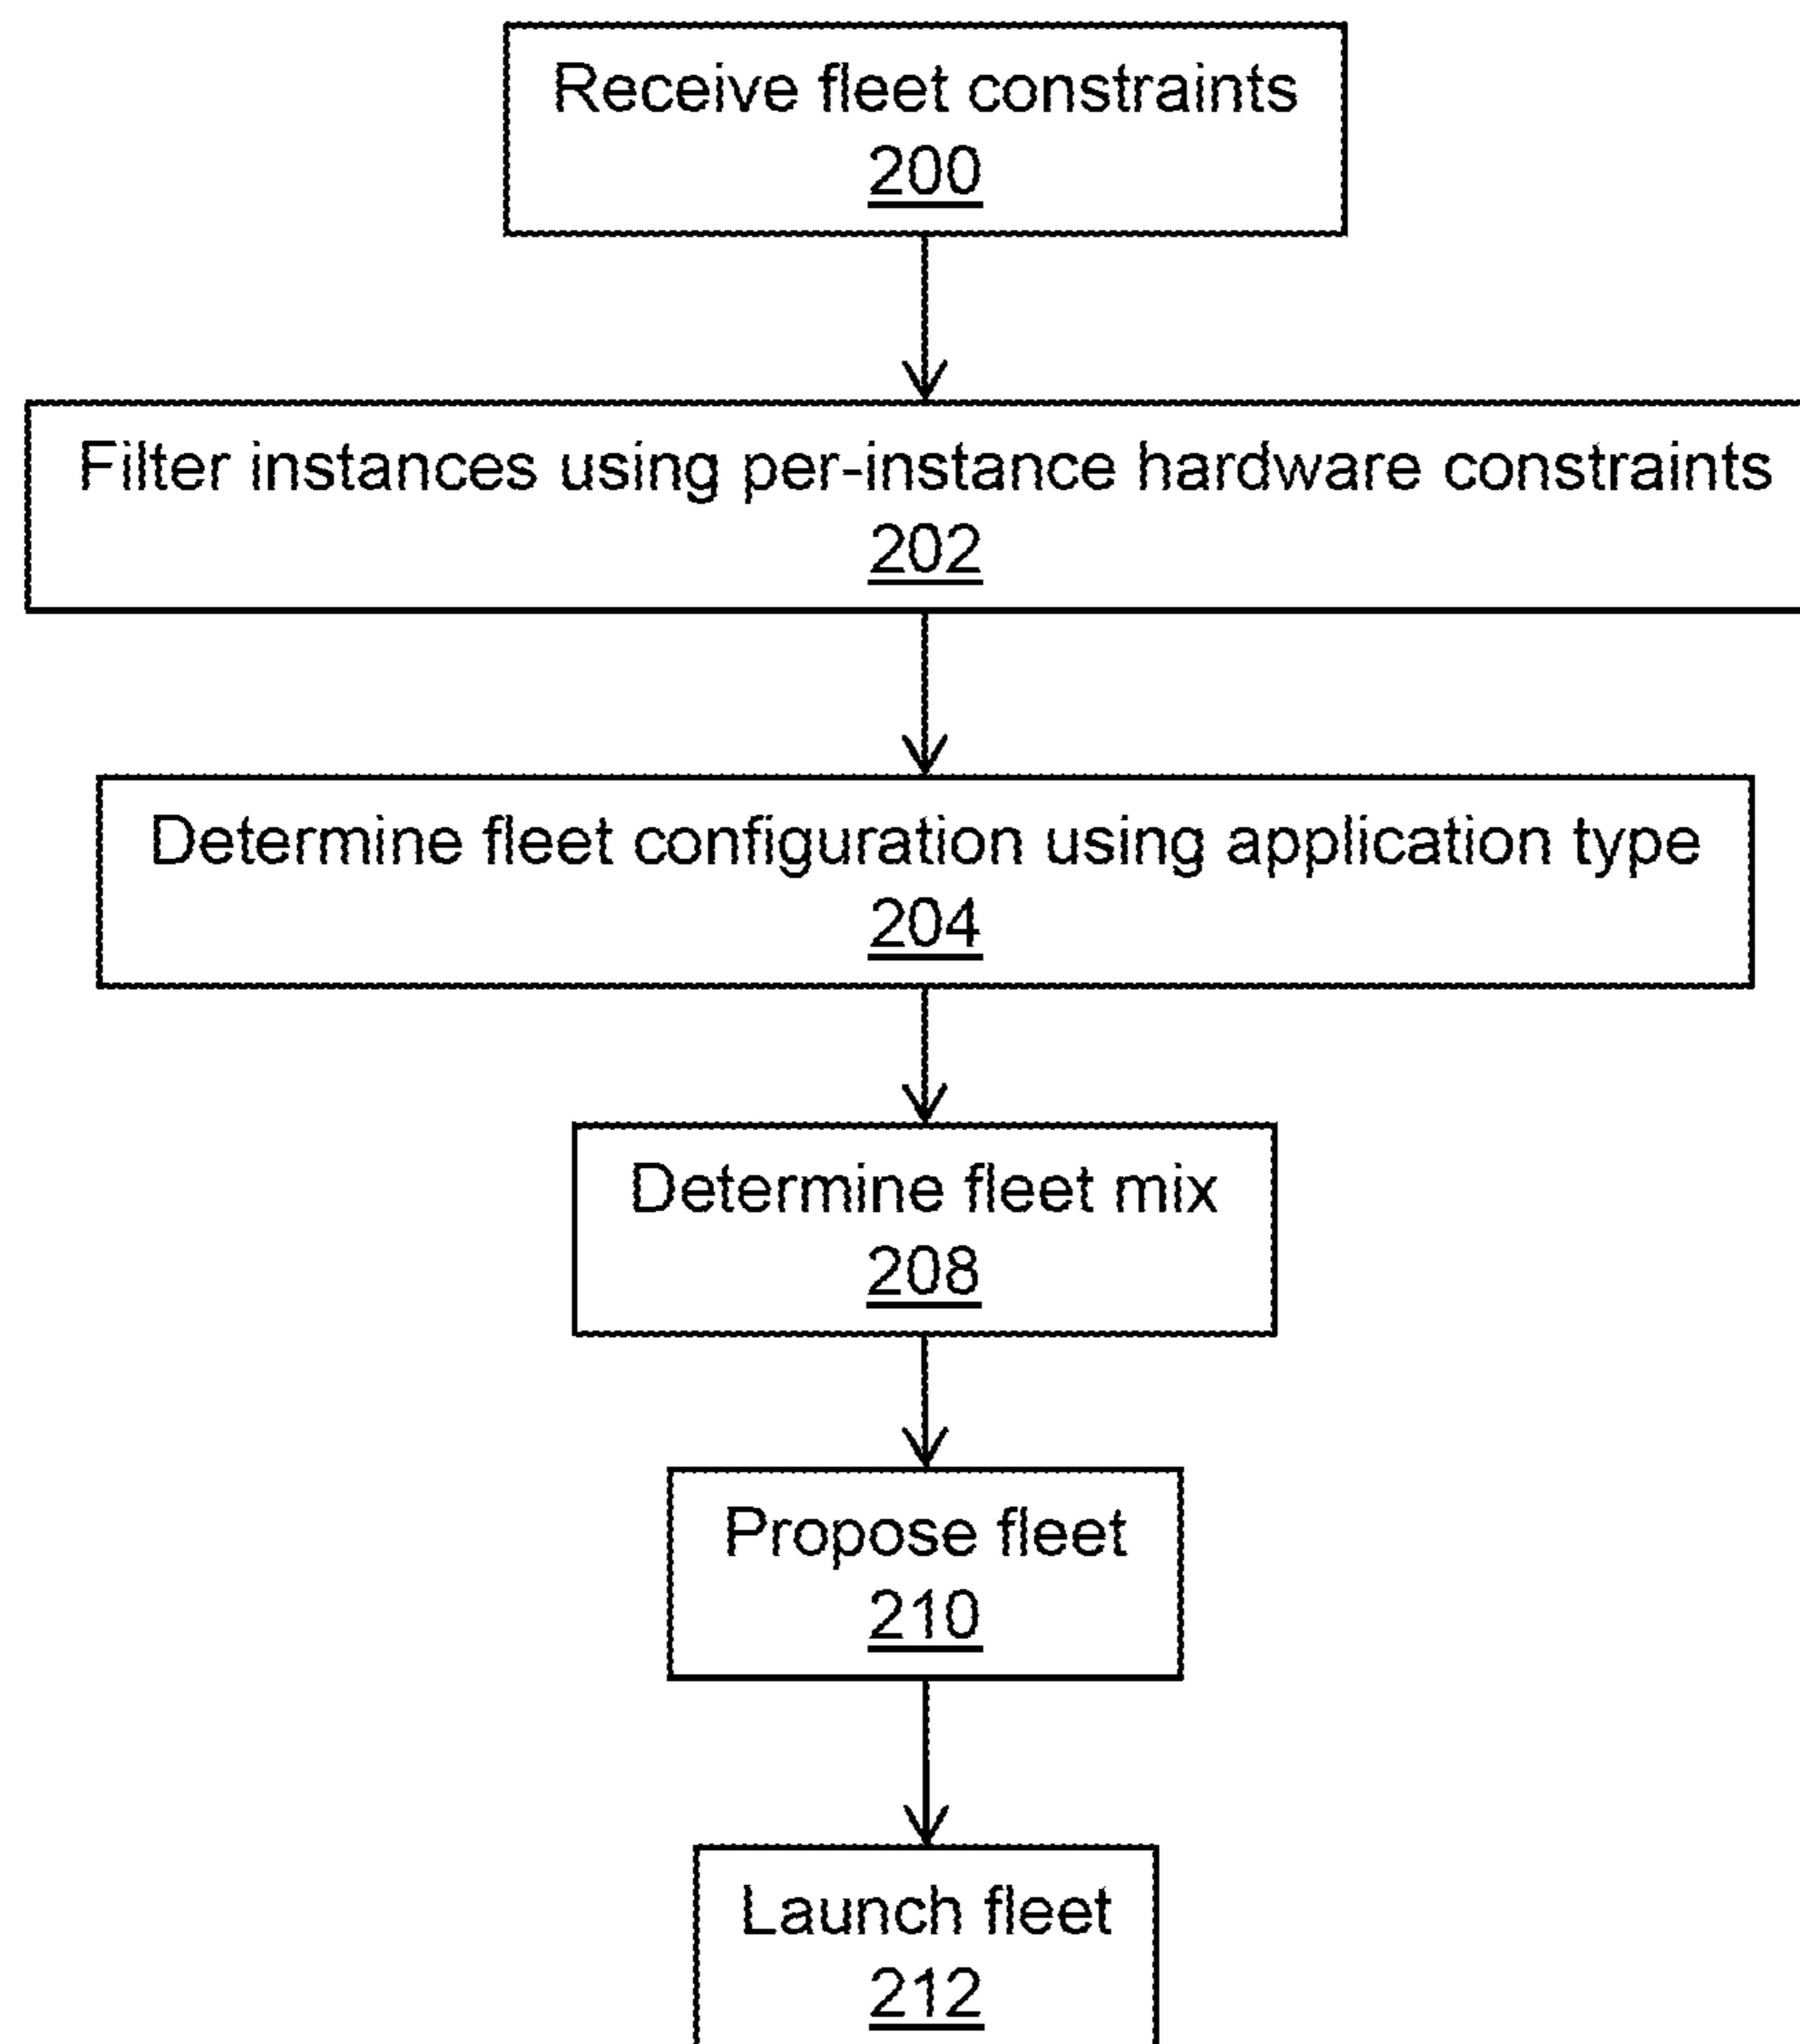 Receive fleet constraints
200
Filter instances using per-instance hardware constraints
202
Determine fleet configuration using application type
204
Determine fleet mix
208
Propose fleet
210
Launch fleet
212